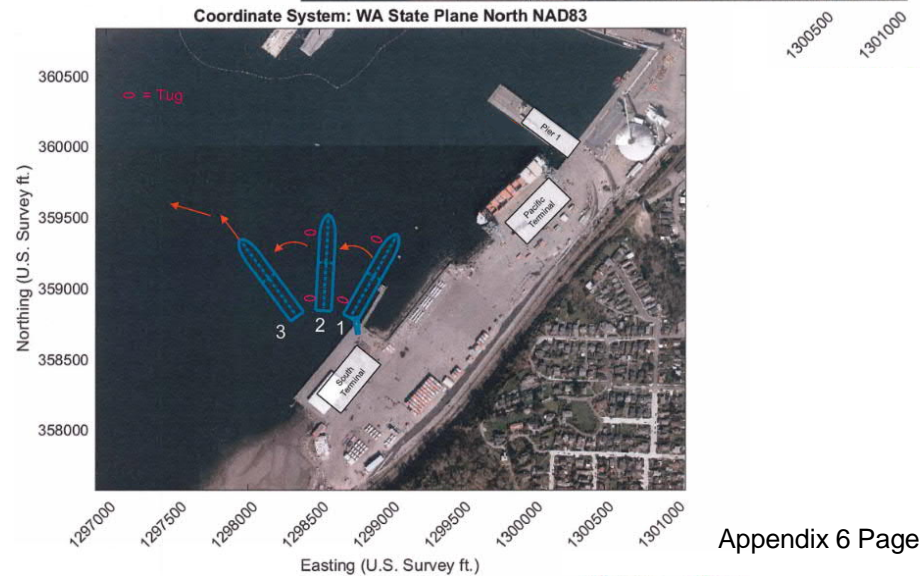 Coordinate System: WA State Plane North NAD83
1300500
1301000
360500
360000
359500
359000
358500
358000
Northing (U.S. Survey ft.)
= Tug
Pier 1
Pacific
Terminal
3
2
1
South
Terminal
1297000
1297500
1298000
1298500
1299000
1299500
1300000
1300500
1301000
Easting (U.S. Survey ft.)
Appendix 6 Page